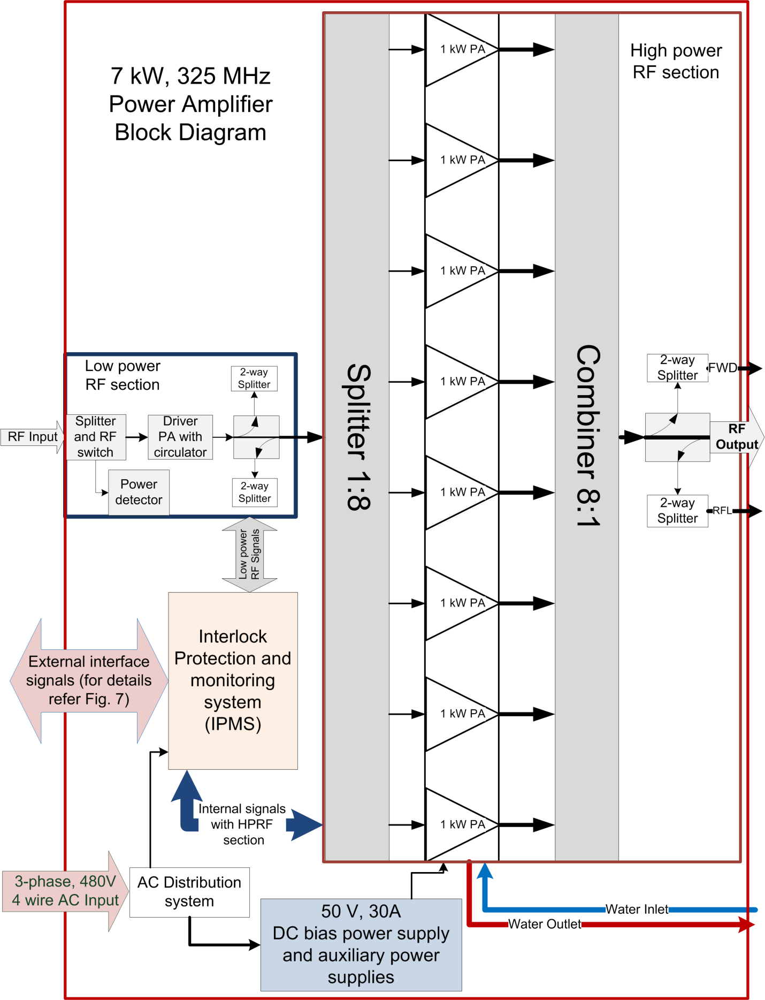 7 kW, 325 MHz
Power Amplifier
Block Diagram
High power
RF section
1 kW PA
1 kW PA
1 kW PA
1 kW PA
1 kW PA
1 kW PA
1 kW PA
1 kW PA
Splitter 1:8
Combiner 8:1
Low power
RF section
2-way
Splitter
RF Input
Splitter
and RF
switch
Driver
PA with
circulator
Power
detector
2-way
Splitter
2-way
Splitter
FWD
RF
Output
2-way
Splitter
RFL
Low power
RF Signals
Interlock
Protection and
monitoring
system
(IPMS)
External interface
signals (for details
refer Fig. 7)
Internal signals
with HPRF
section
3-phase, 480V
4 wire AC Input
AC Distribution
system
50 V, 30A
DC bias power supply
and auxiliary power
supplies
Water Inlet
Water Outlet